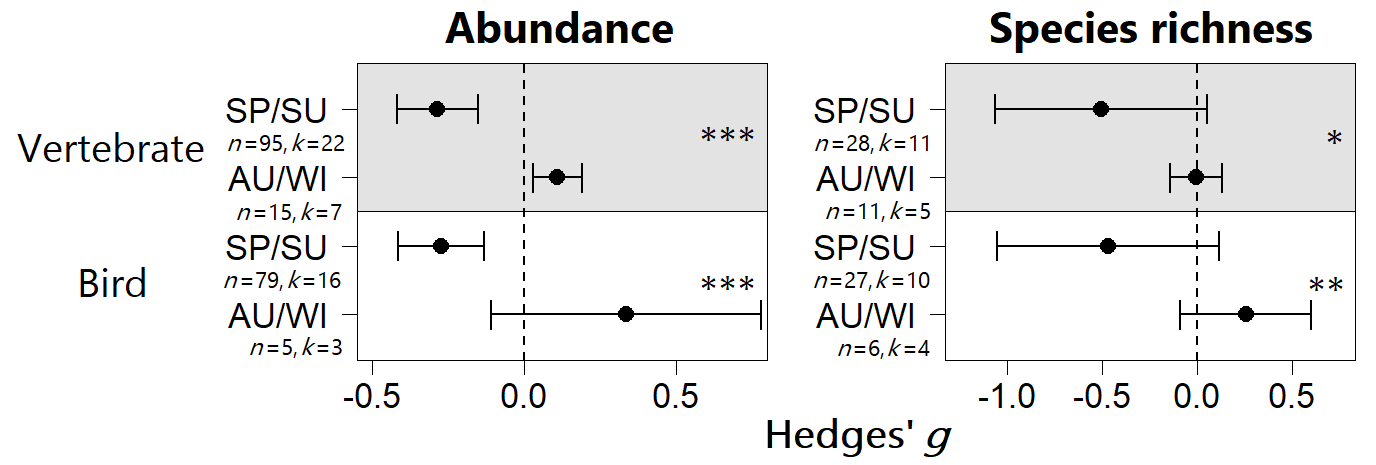 Abundance
Species richness
Vertebrate
SP/SU
n=95, k=22
AU/WI
n=15, k=7
***
SP/SU
n=28, k=11
AU/WI
n=11, k=5
*
Bird
SP/SU
n=79, k=16
AU/WI
n=5, k=3
***
SP/SU
n=27, k=10
AU/WI
n=6, k=4
**
-0.5 0.0 0.5
-1.0 -0.5 0.0 0.5
Hedges' g